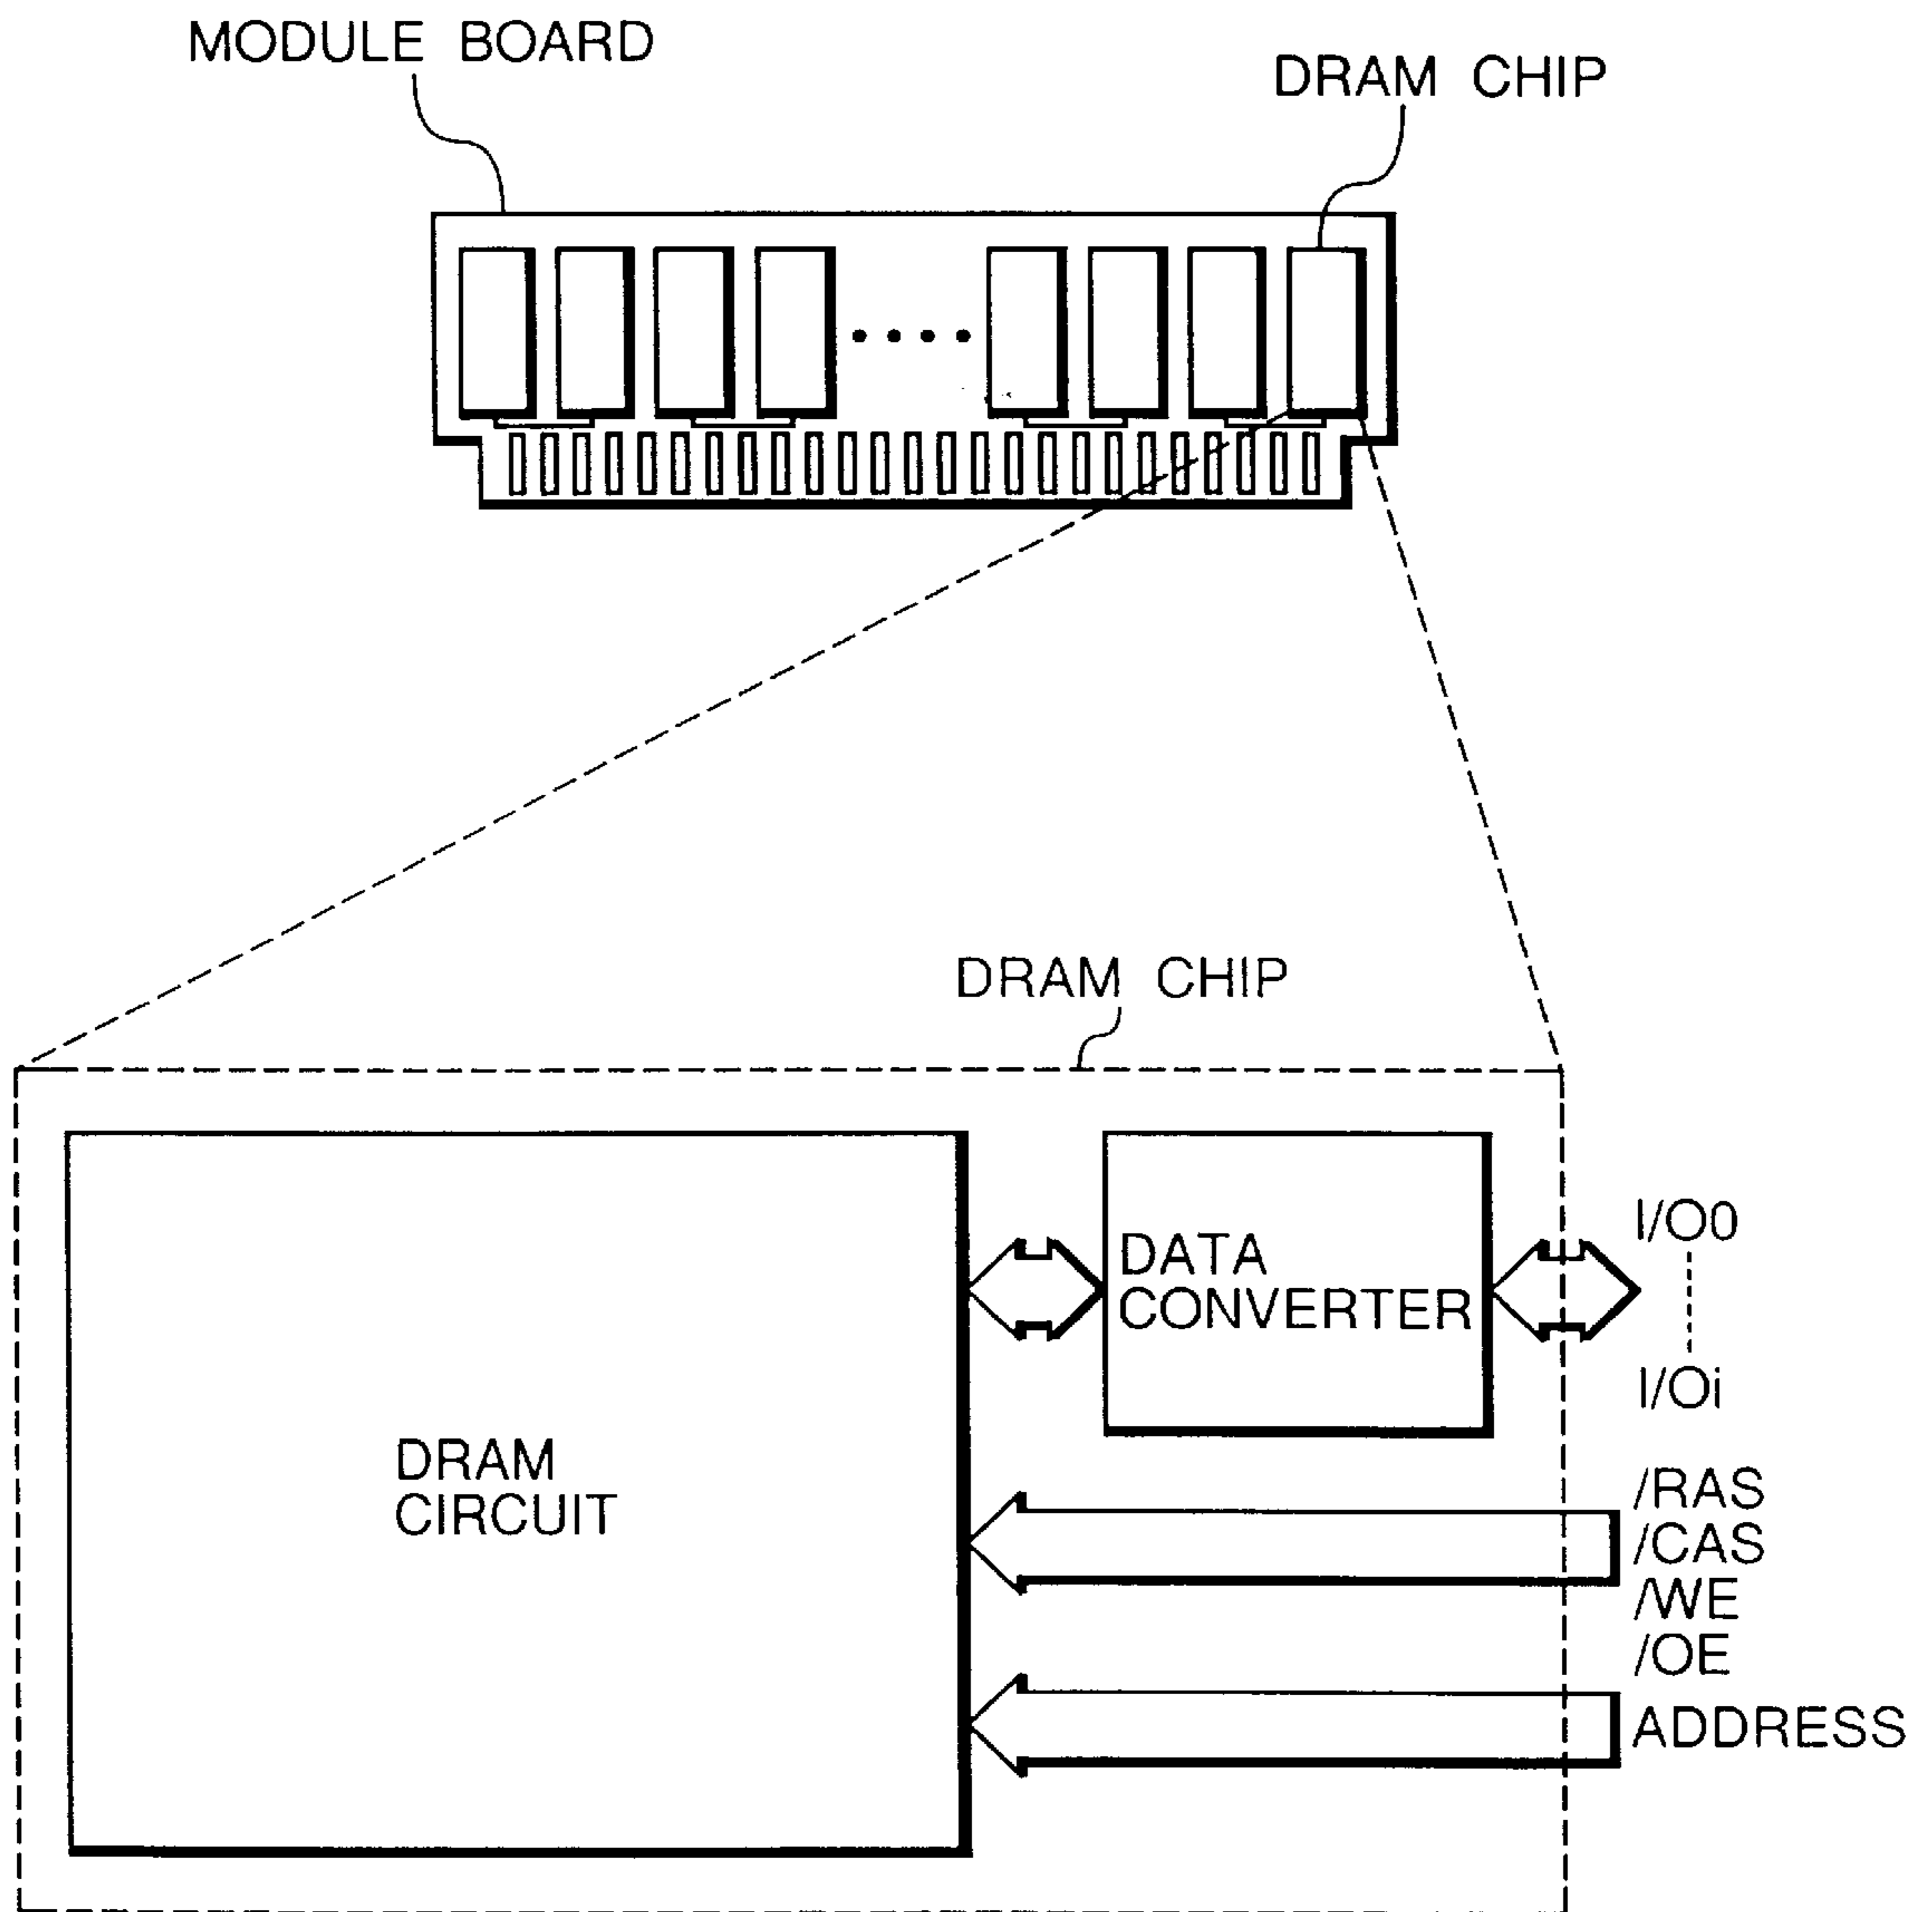 MODULE BOARD
DRAM CHIP
DRAM CHIP
DATA
CONVERTER
I/O0
I/Oi
DRAM
CIRCUIT
/RAS
/CAS
/WE
/OE
ADDRESS